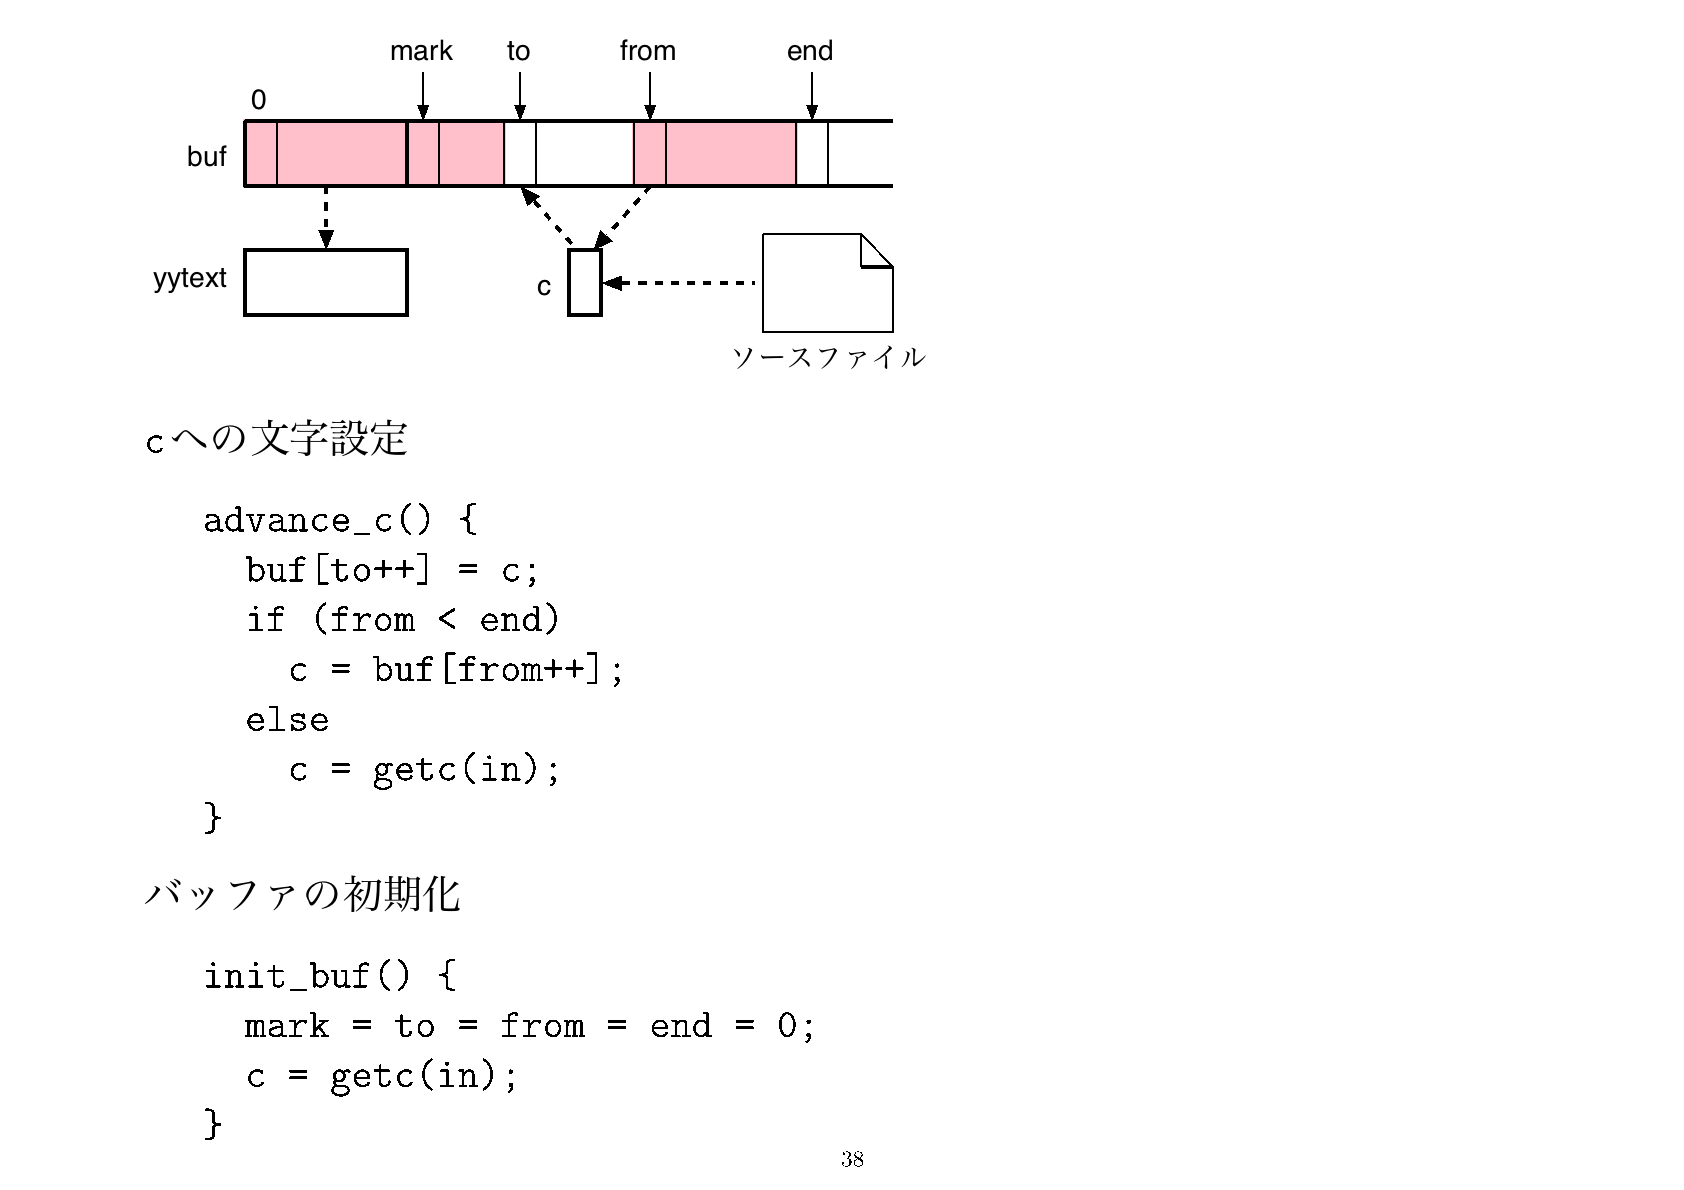 mark to from end
0
buf
yytext
c
ソースファイル
cへの文字設定
advance_c() {
  buf[to++] = c;
  if (from < end)
    c = buf[from++];
  else
    c = getc(in);
}
バッファの初期化
init_buf() {
  mark = to = from = end = 0;
  c = getc(in);
}
38